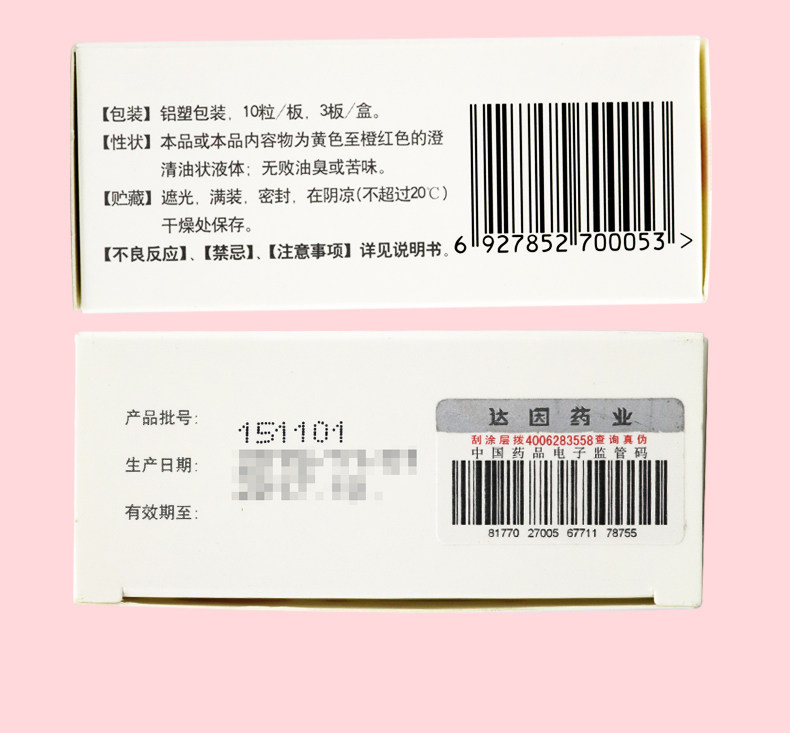 【包装】铝塑包装，10粒/板，3板/盒。
【性状】本品或本品内容物为黄色至橙红色的澄
清油状液体；无败油臭或苦味。
【贮藏】遮光，满装，密封，在阴凉(不超过20℃)
干燥处保存。
【不良反应】、【禁忌】、【注意事项】详见说明书。
6 927852 700053 >
产品批号：
151101
生产日期：
有效期至：
达因药业
刮涂层拨4006283558查询真伪
中国药品电子监管码
81770 27005 67711 78755